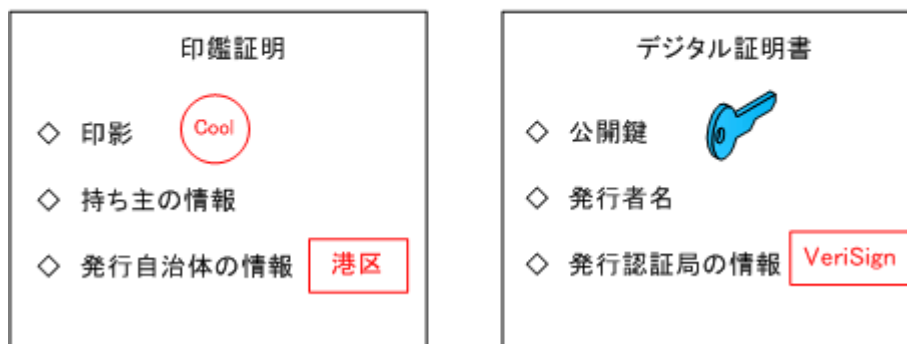 印鑑証明
◇ 印影 Cool
◇ 持ち主の情報
◇ 発行自治体の情報 港区
デジタル証明書
◇ 公開鍵
◇ 発行者名
◇ 発行認証局の情報 VeriSign